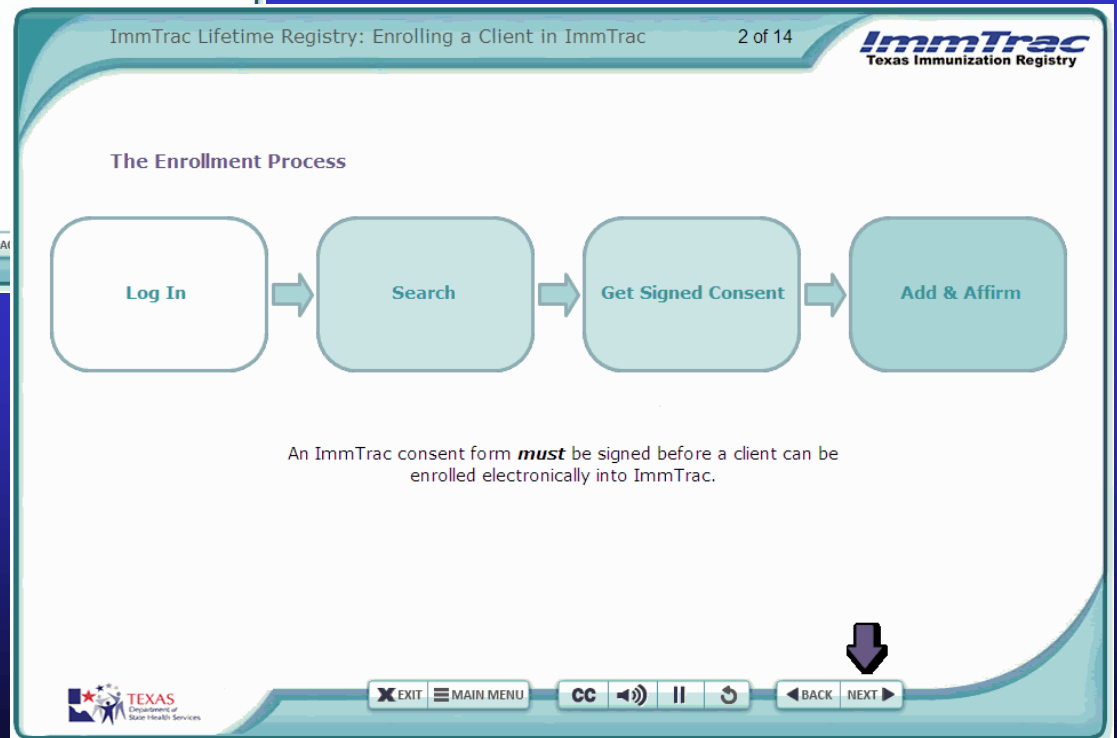 ImmTrac Lifetime Registry: Enrolling a Client in ImmTrac 2 of 14
ImmTrac
Texas Immunization Registry
The Enrollment Process
Log In
Search
Get Signed Consent
Add & Affirm
An ImmTrac consent form must be signed before a client can be
enrolled electronically into ImmTrac.
TEXAS
Department of
State Health Services
X EXIT MAIN MENU CC BACK NEXT